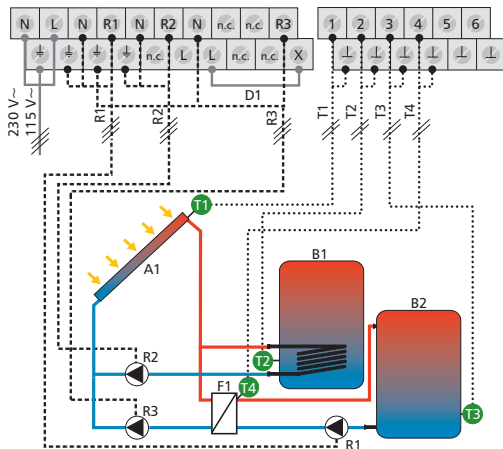 N L N R1 N R2 N n.c. n.c. R3
n.c. L L n.c. n.c. X
1 2 3 4 5 6
D1
230 V~
115 V~
R1
R2
R3
T1
T2
T3
T4
T1
A1
B1
B2
T2
R2
F1
T4
T3
R3
R1